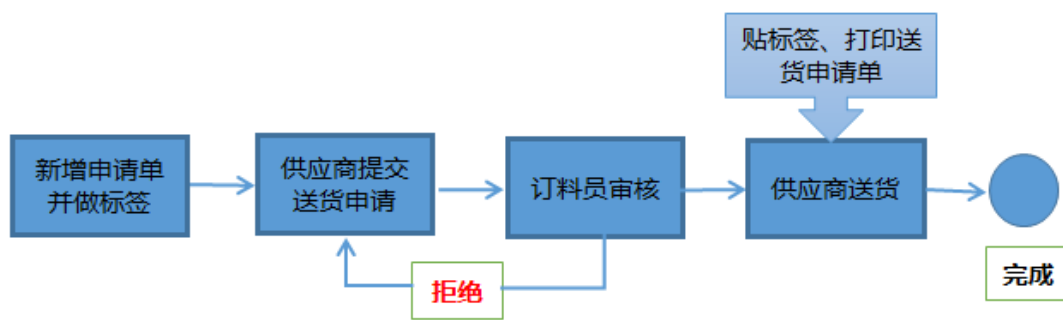 贴标签、打印送
货申请单
新增申请单
并做标签
供应商提交
送货申请
订料员审核
供应商送货
拒绝
完成